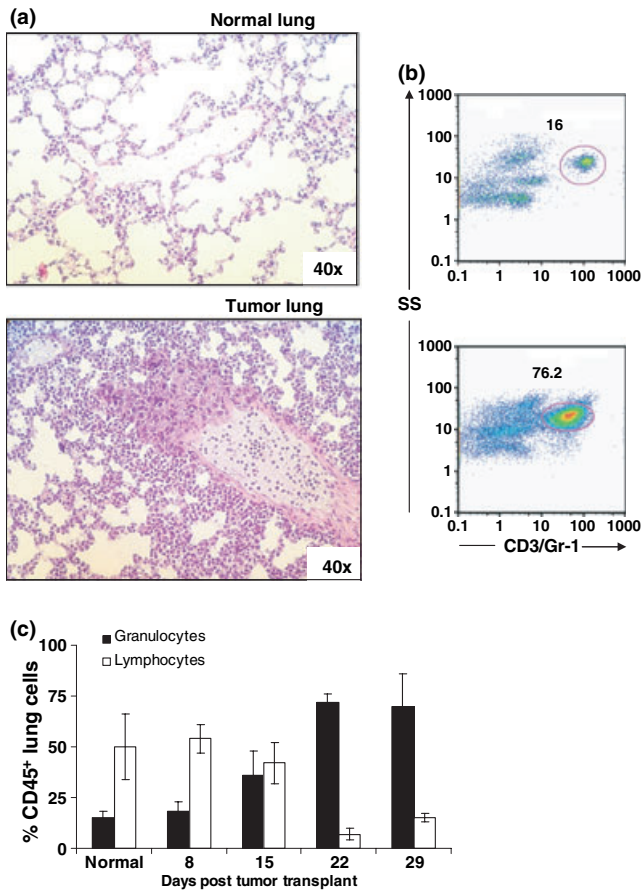 (a)
Normal lung
40x
Tumor lung
40x
(b)
1000
100
10
1
0.1
16
0.1 1 10 100 1000
SS
1000
100
10
1
0.1
76.2
0.1 1 10 100 1000
CD3/Gr-1
(c)
Granulocytes
Lymphocytes
% CD45+ lung cells
100
75
50
25
0
Normal 8 15 22 29
Days post tumor transplant